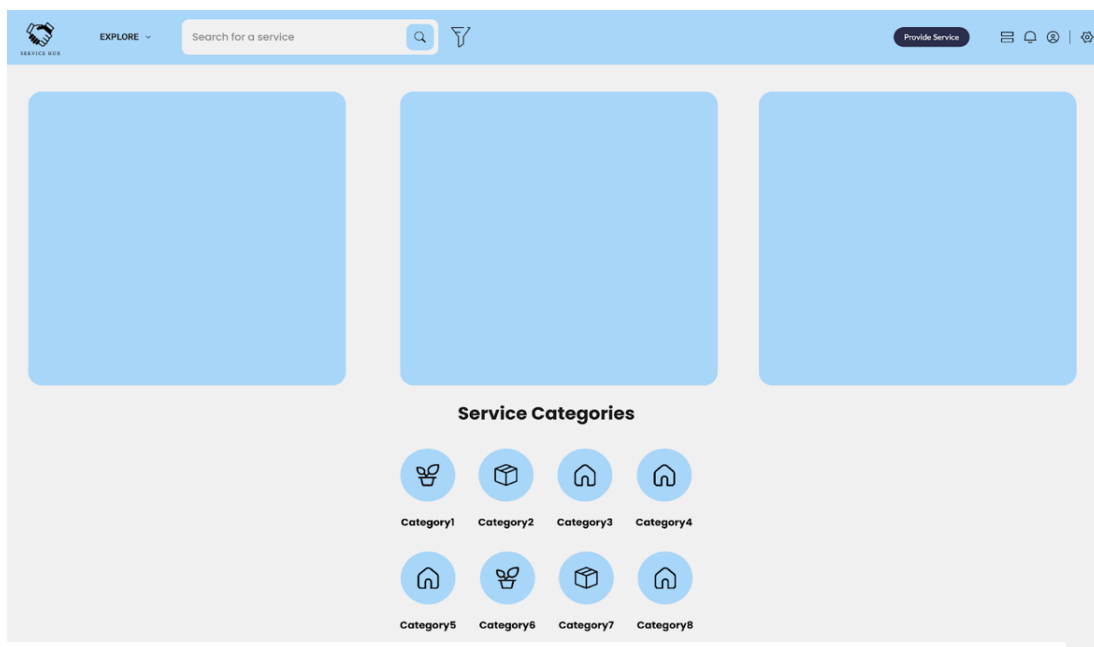 SERVICE HUB
EXPLORE
Search for a service
Provide Service
Service Categories
Category1 Category2 Category3 Category4
Category5 Category6 Category7 Category8